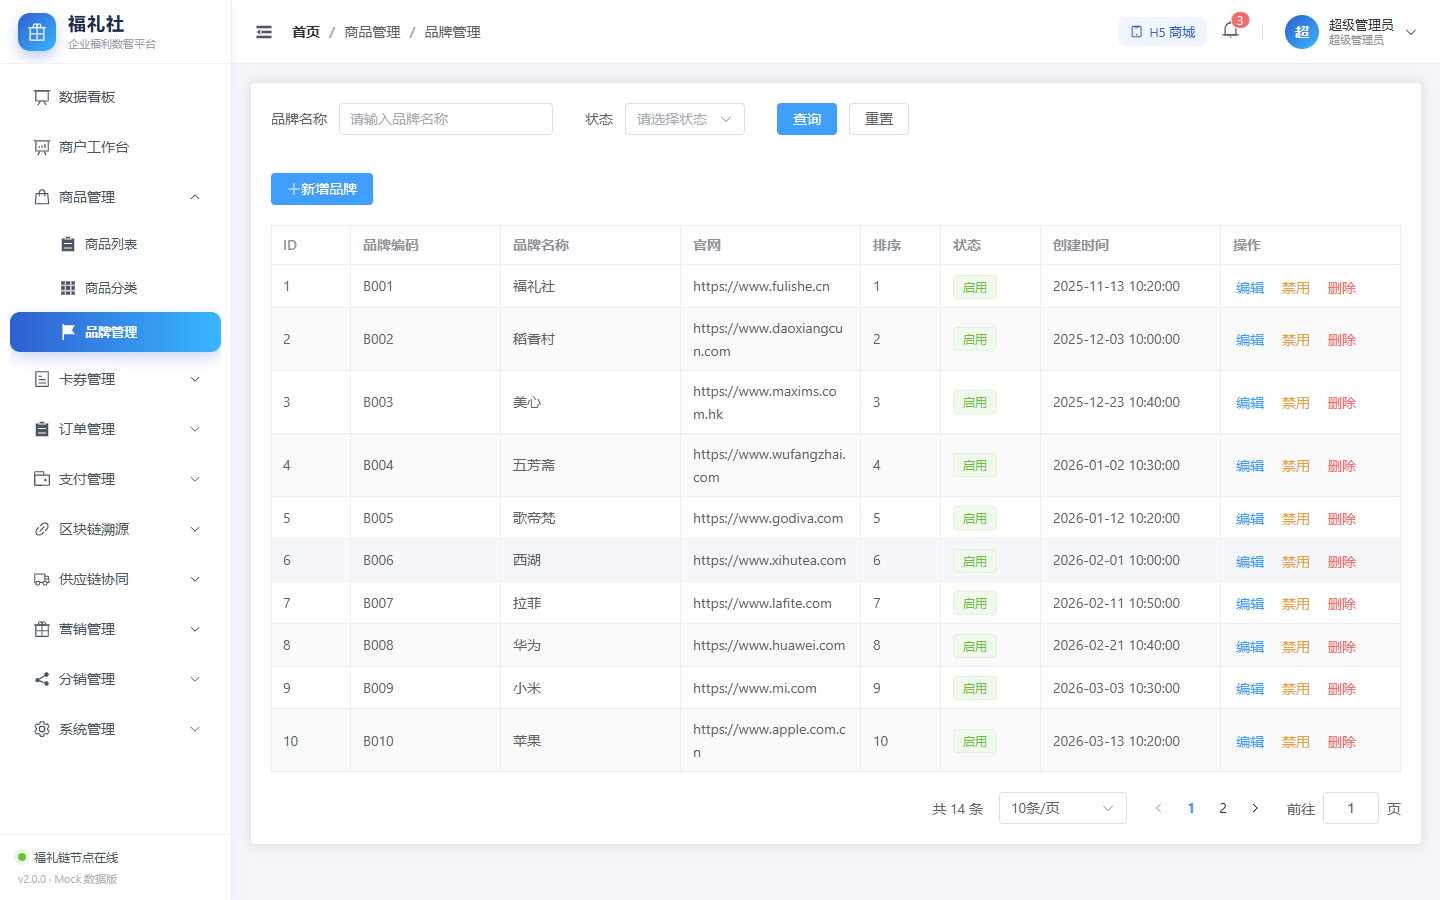 福礼社
企业福利数智平台
数据看板
商户工作台
商品管理
商品列表
商品分类
品牌管理
卡券管理
订单管理
支付管理
区块链溯源
供应链协同
营销管理
分销管理
系统管理
福礼链节点在线
v2.0.0 · Mock 数据版
首页 / 商品管理 / 品牌管理
H5 商城
3
超
超级管理员
超级管理员
品牌名称 请输入品牌名称 状态 请选择状态 查询 重置
新增品牌
ID 品牌编码 品牌名称 官网 排序 状态 创建时间 操作
1 B001 福礼社 https://www.fulishe.cn 1 启用 2025-11-13 10:20:00 编辑 禁用 删除
2 B002 稻香村 https://www.daoxiangcu
n.com 2 启用 2025-12-03 10:00:00 编辑 禁用 删除
3 B003 美心 https://www.maxims.co
m.hk 3 启用 2025-12-23 10:40:00 编辑 禁用 删除
4 B004 五芳斋 https://www.wufangzhai.
com 4 启用 2026-01-02 10:30:00 编辑 禁用 删除
5 B005 歌帝梵 https://www.godiva.com 5 启用 2026-01-12 10:20:00 编辑 禁用 删除
6 B006 西湖 https://www.xihutea.com 6 启用 2026-02-01 10:00:00 编辑 禁用 删除
7 B007 拉菲 https://www.lafite.com 7 启用 2026-02-11 10:50:00 编辑 禁用 删除
8 B008 华为 https://www.huawei.com 8 启用 2026-02-21 10:40:00 编辑 禁用 删除
9 B009 小米 https://www.mi.com 9 启用 2026-03-03 10:30:00 编辑 禁用 删除
10 B010 苹果 https://www.apple.com.c
n 10 启用 2026-03-13 10:20:00 编辑 禁用 删除
共 14 条 10条/页 1 2 前往 1 页